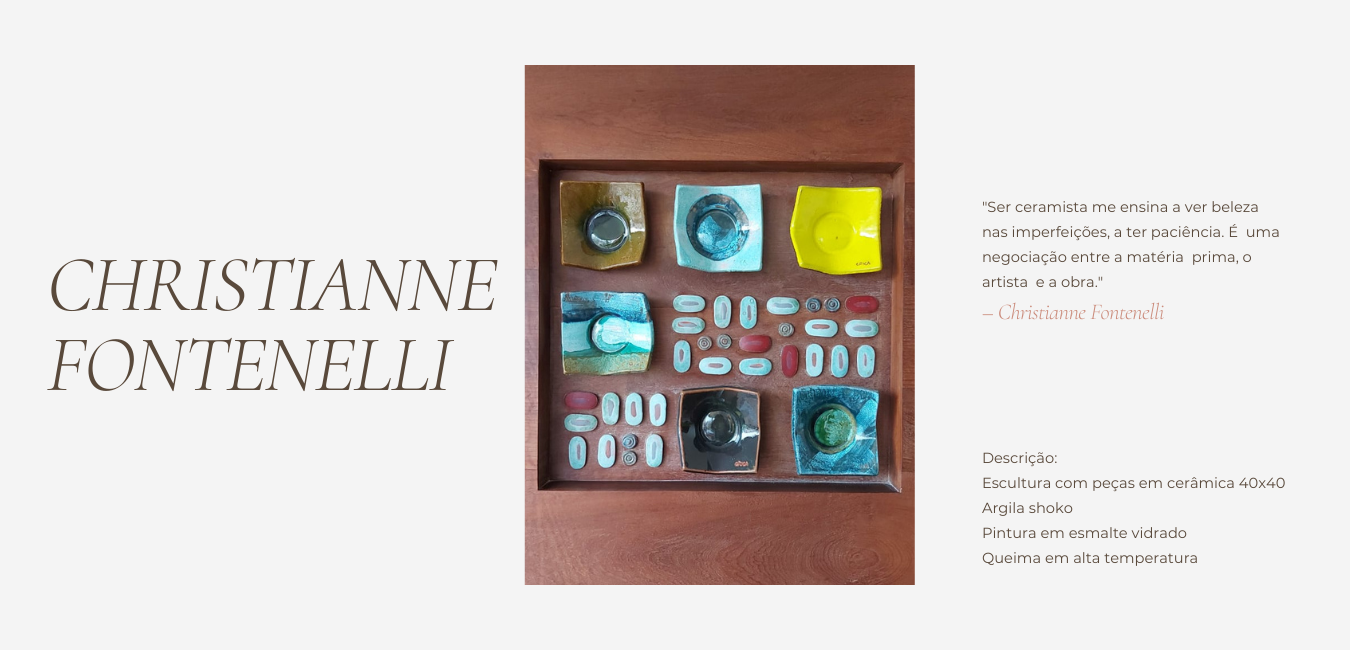 CHRISTIANNE
FONTENELLI
"Ser ceramista me ensina a ver beleza
nas imperfeições, a ter paciência. É  uma
negociação entre a matéria  prima, o
artista  e a obra."
– Christianne Fontenelli
Descrição:
Escultura com peças em cerâmica 40x40
Argila shoko
Pintura em esmalte vidrado
Queima em alta temperatura